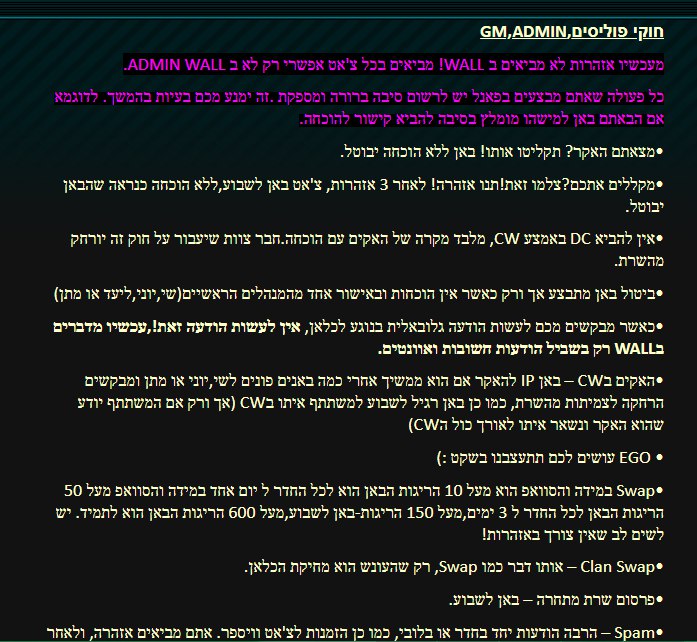 חוקי פוליסים,GM,ADMIN
מעכשיו אזהרות לא מביאים ב WALL! מביאים בכל צ'אט אפשרי רק לא ב ADMIN WALL.
כל פעולה שאתם מבצעים בפאנל יש לרשום סיבה ברורה ומספקת .זה ימנע מכם בעיות בהמשך. לדוגמא
אם הבאתם באן למישהו מומלץ בסיבה להביא קישור להוכחה.
•מצאתם האקר? תקליטו אותו! באן ללא הוכחה יבוטל.
•מקללים אתכם?צלמו זאת!תנו אזהרה! לאחר 3 אזהרות, צ'אט באן לשבוע,ללא הוכחה כנראה שהבאן
יבוטל.
•אין להביא DC באמצע CW, מלבד מקרה של האקים עם הוכחה.חבר צוות שיעבור על חוק זה יורחק
מהשרת.
•ביטול באן מתבצע אך ורק כאשר אין הוכחות ובאישור אחד מהמנהלים הראשיים(שי,יוני,ליעד או מתן)
•כאשר מבקשים מכם לעשות הודעה גלובאלית בנוגע לכלאן, אין לעשות הודעה זאת!,עכשיו מדברים
בWALL רק בשביל הודעות חשובות ואוונטים.
•האקים בCW – באן IP להאקר אם הוא ממשיך אחרי כמה באנים פונים לשי,יוני או מתן ומבקשים
הרחקה לצמיתות מהשרת, כמו כן באן רגיל לשבוע למשתתף איתו בCW (אך ורק אם המשתתף יודע
שהוא האקר ונשאר איתו לאורך כול הCW)
• EGO עושים לכם תתעצבנו בשקט :)
•Swap במידה והסוואפ הוא מעל 10 הריגות הבאן הוא לכל החדר ל יום אחד במידה והסוואפ מעל 50
הריגות הבאן לכל החדר ל 3 ימים,מעל 150 הריגות-באן לשבוע,מעל 600 הריגות הבאן הוא לתמיד. יש
לשים לב שאין צורך באזהרות!
•Clan Swap – אותו דבר כמו Swap, רק שהעונש הוא מחיקת הכלאן.
•פרסום שרת מתחרה – באן לשבוע.
•Spam – הרבה הודעות יחד בחדר או בלובי, כמו כן הזמנות לצ'אט וויספר. אתם מביאים אזהרה, ולאחר